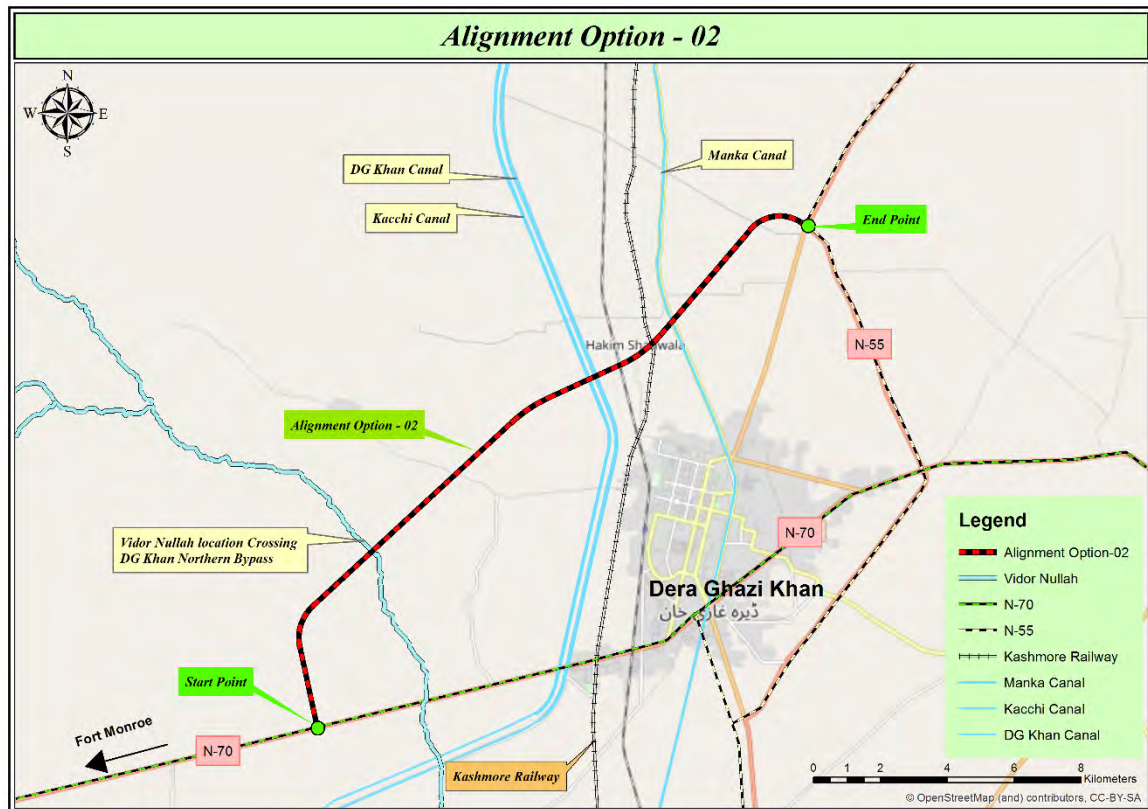 Alignment Option - 02
N
W
E
S
DG Khan Canal
Kacchi Canal
Manka Canal
End Point
N-55
Alignment Option - 02
Vidor Nullah location Crossing
DG Khan Northern Bypass
N-70
Dera Ghazi Khan
ڈیرہ غازی خان
Start Point
Fort Monroe
N-70
Kashmore Railway
Legend
Alignment Option-02
Vidor Nullah
N-70
N-55
Kashmore Railway
Manka Canal
Kacchi Canal
DG Khan Canal
0 1 2 4 6 8
Kilometers
© OpenStreetMap (and) contributors, CC-BY-SA
Hakim